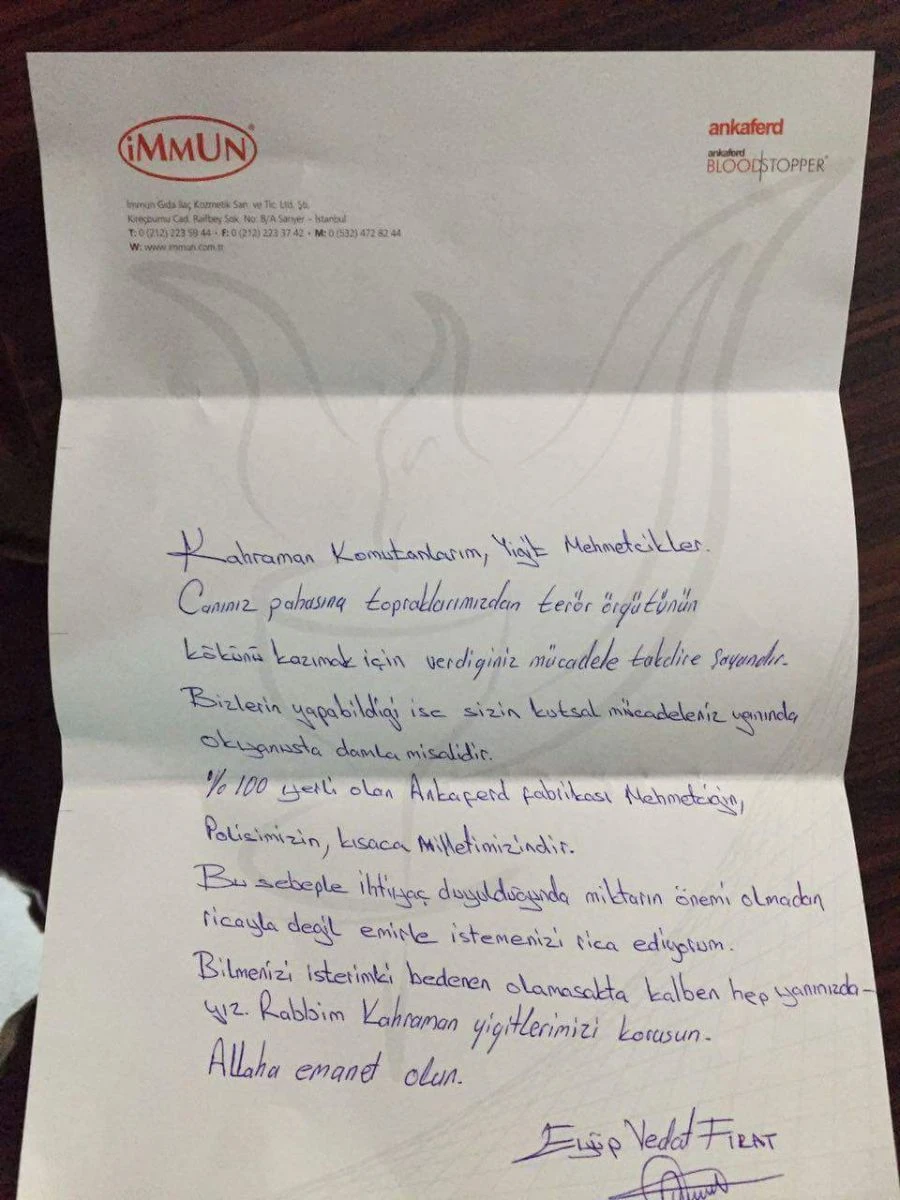 iMMUN®
ankaferd
ankaferd
BLOODSTOPPER®
İmmun Gıda İlaç Kozmetik San. ve Tic. Ltd. Şti.
Kireçburnu Cad. Raifbey Sok. No: 8/A Sarıyer - İstanbul
T: 0 (212) 223 59 44 • F: 0 (212) 223 37 42 • M: 0 (532) 472 82 44
W: www.immun.com.tr
Kahraman Komutanlarım, Yiğit Mehmetcikler.
Canınız pahasına topraklarımızdan terör örgütünün
kökünü kazımak için verdiginiz mücadele takdire şayandır.
Bizlerin yapabildiği ise sizin kutsal mücadeleniz yanında
okyanusta damla misalidir.
%100 yerli olan Ankaferd fabrikası Mehmetciğin,
Polisimizin, kısaca Milletimizindir.
Bu sebeple ihtiyaç duyulduğunda miktarın önemi olmadan
ricayla değil emirle istemenizi rica ediyorum.
Bilmenizi isterimki bedenen olamasakta kalben hep yanınızda-
yız. Rabbim Kahraman yigitlerimizi korusun.
Allaha emanet olun.
Eyüp Vedat FIRAT